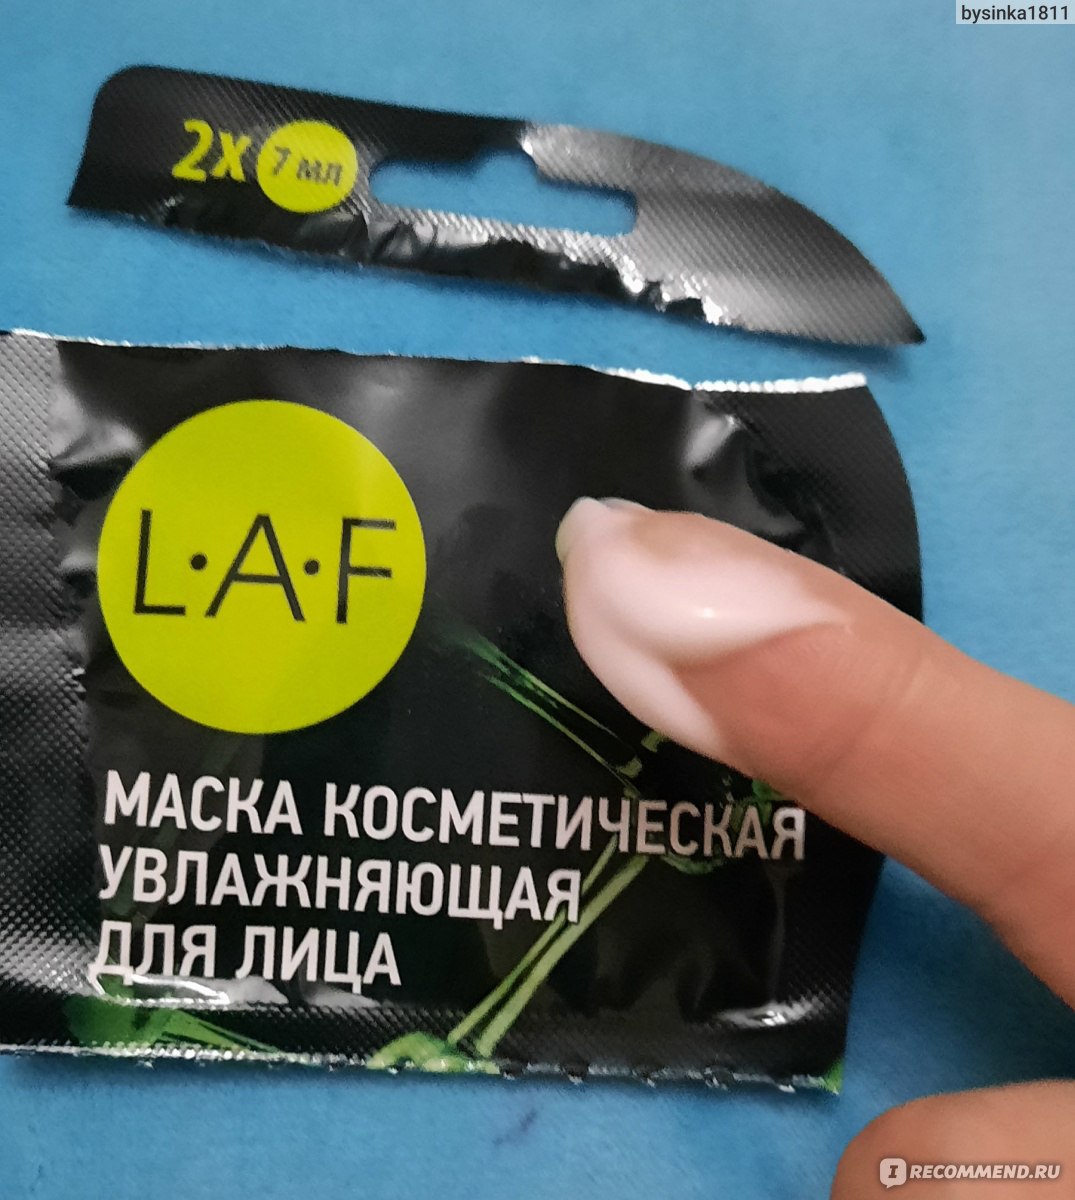 bysinka1811
2X 7 мл
L·A·F
МАСКА КОСМЕТИЧЕСКАЯ
УВЛАЖНЯЮЩАЯ
ДЛЯ ЛИЦА
IRECOMMEND.RU